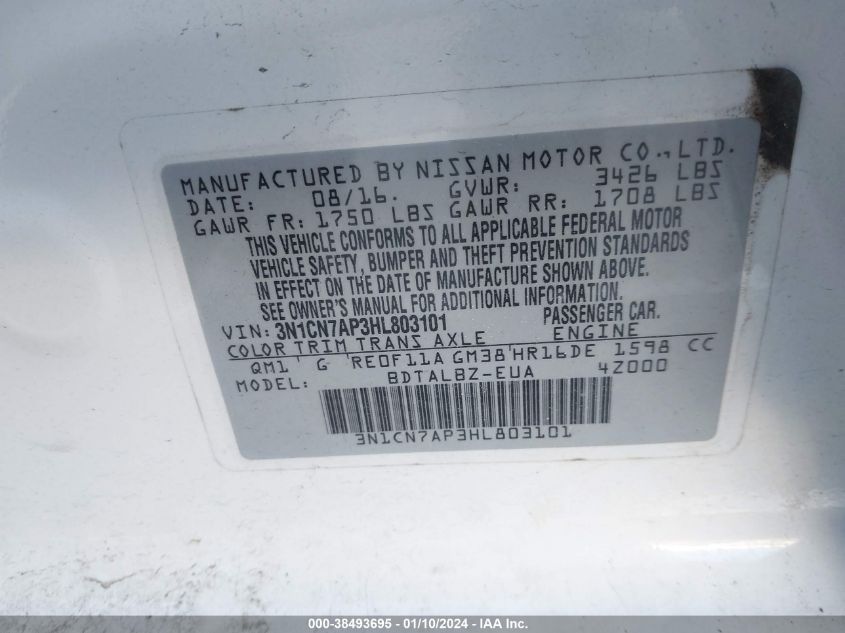 MANUFACTURED BY NISSAN MOTOR CO.,LTD.
DATE: 08/16. GVWR: 3426 LBS
GAWR FR: 1750 LBS GAWR RR: 1708 LBS
THIS VEHICLE CONFORMS TO ALL APPLICABLE FEDERAL MOTOR
VEHICLE SAFETY, BUMPER AND THEFT PREVENTION STANDARDS
IN EFFECT ON THE DATE OF MANUFACTURE SHOWN ABOVE.
SEE OWNER'S MANUAL FOR ADDITIONAL INFORMATION.
VIN: 3N1CN7AP3HL803101 PASSENGER CAR.
COLOR TRIM TRANS AXLE ENGINE
QM1 G RE0F11A GM38 HR16DE 1598 CC
MODEL: BDTALBZ-EUA 4Z000
3N1CN7AP3HL803101
000-38493695 - 01/10/2024 - IAA Inc.